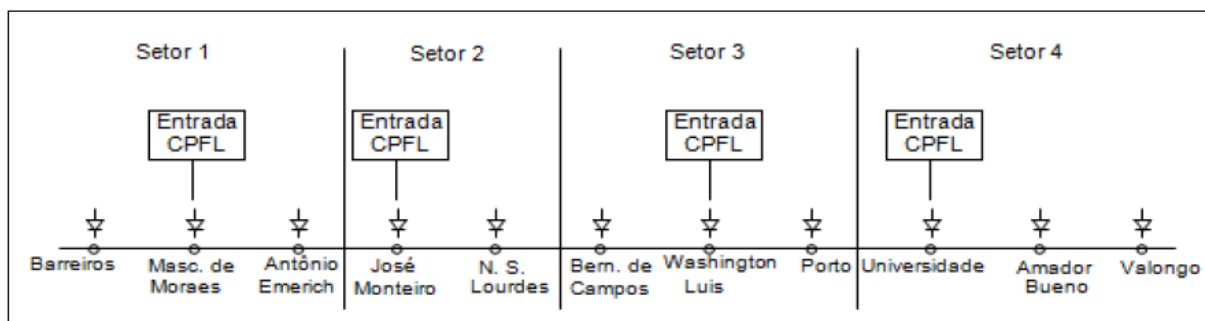 Setor 1
Setor 2
Setor 3
Setor 4
Entrada
CPFL
Entrada
CPFL
Entrada
CPFL
Entrada
CPFL
Barreiros
Masc. de
Moraes
Antônio
Emerich
José
Monteiro
N. S.
Lourdes
Bern. de
Campos
Washington
Luis
Porto
Universidade
Amador
Bueno
Valongo